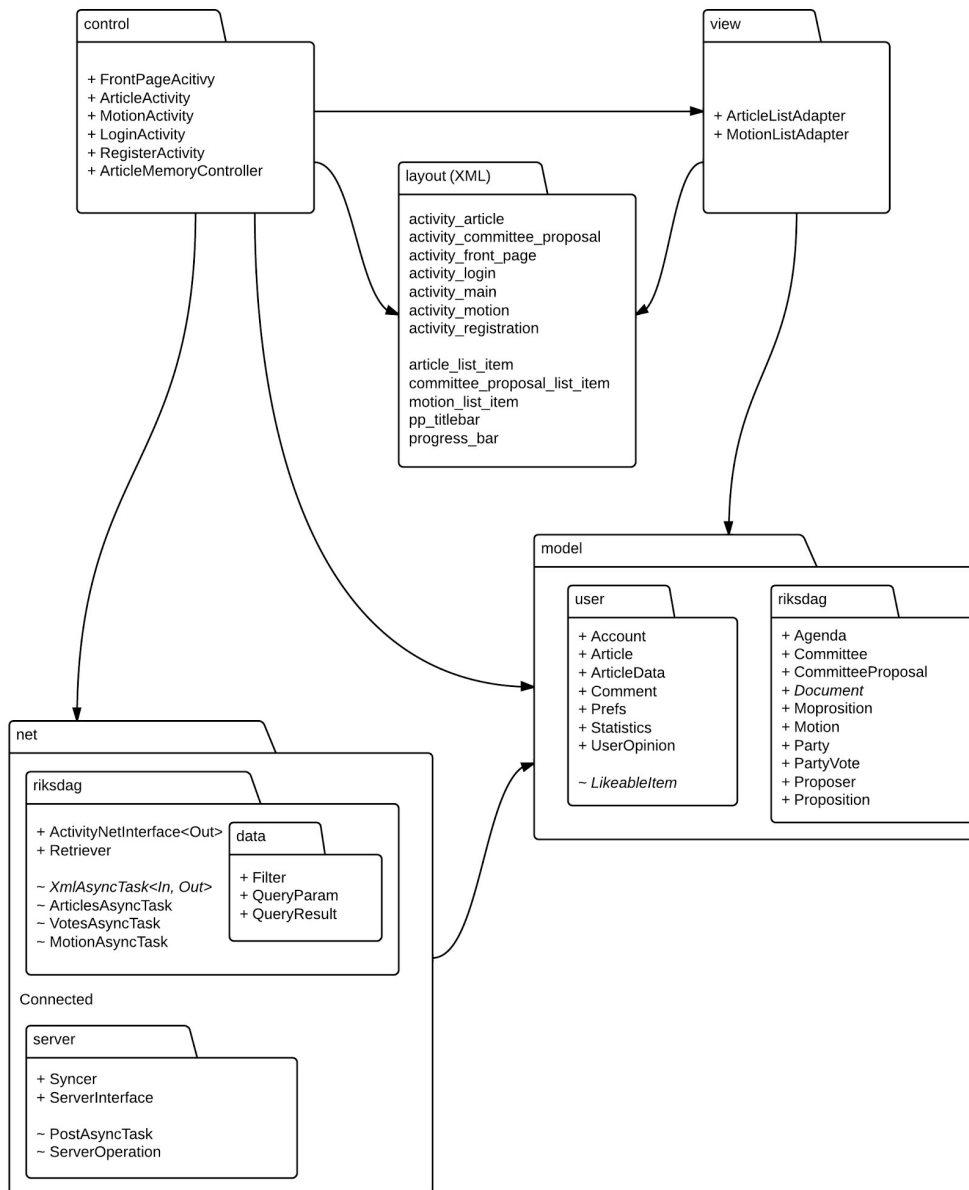 control
+ FrontPageAcitivy
+ ArticleActivity
+ MotionActivity
+ LoginActivity
+ RegisterActivity
+ ArticleMemoryController
view
+ ArticleListAdapter
+ MotionListAdapter
layout (XML)
activity_article
activity_committee_proposal
activity_front_page
activity_login
activity_main
activity_motion
activity_registration
article_list_item
committee_proposal_list_item
motion_list_item
pp_titlebar
progress_bar
model
user
+ Account
+ Article
+ ArticleData
+ Comment
+ Prefs
+ Statistics
+ UserOpinion
~ LikeableItem
riksdag
+ Agenda
+ Committee
+ CommitteeProposal
+ Document
+ Moprosition
+ Motion
+ Party
+ PartyVote
+ Proposer
+ Proposition
net
riksdag
+ ActivityNetInterface<Out>
+ Retriever
~ XmlAsyncTask<In, Out>
~ ArticlesAsyncTask
~ VotesAsyncTask
~ MotionAsyncTask
data
+ Filter
+ QueryParam
+ QueryResult
Connected
server
+ Syncer
+ ServerInterface
~ PostAsyncTask
~ ServerOperation